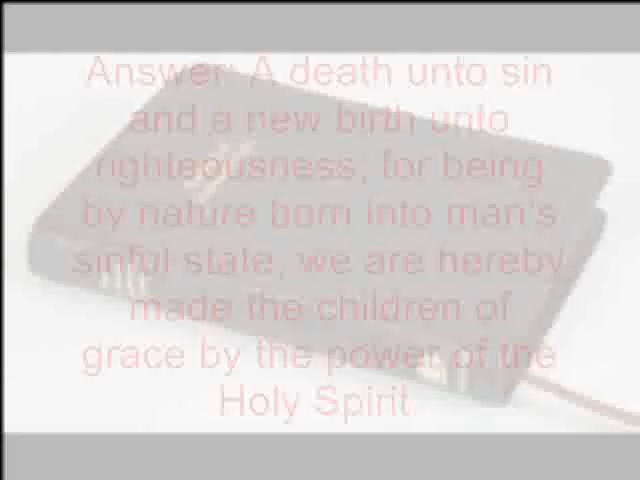 Answer: A death unto sin
and a new birth unto
righteousness; for being
by nature born into man's
sinful state, we are hereby
made the children of
grace by the power of the
Holy Spirit.